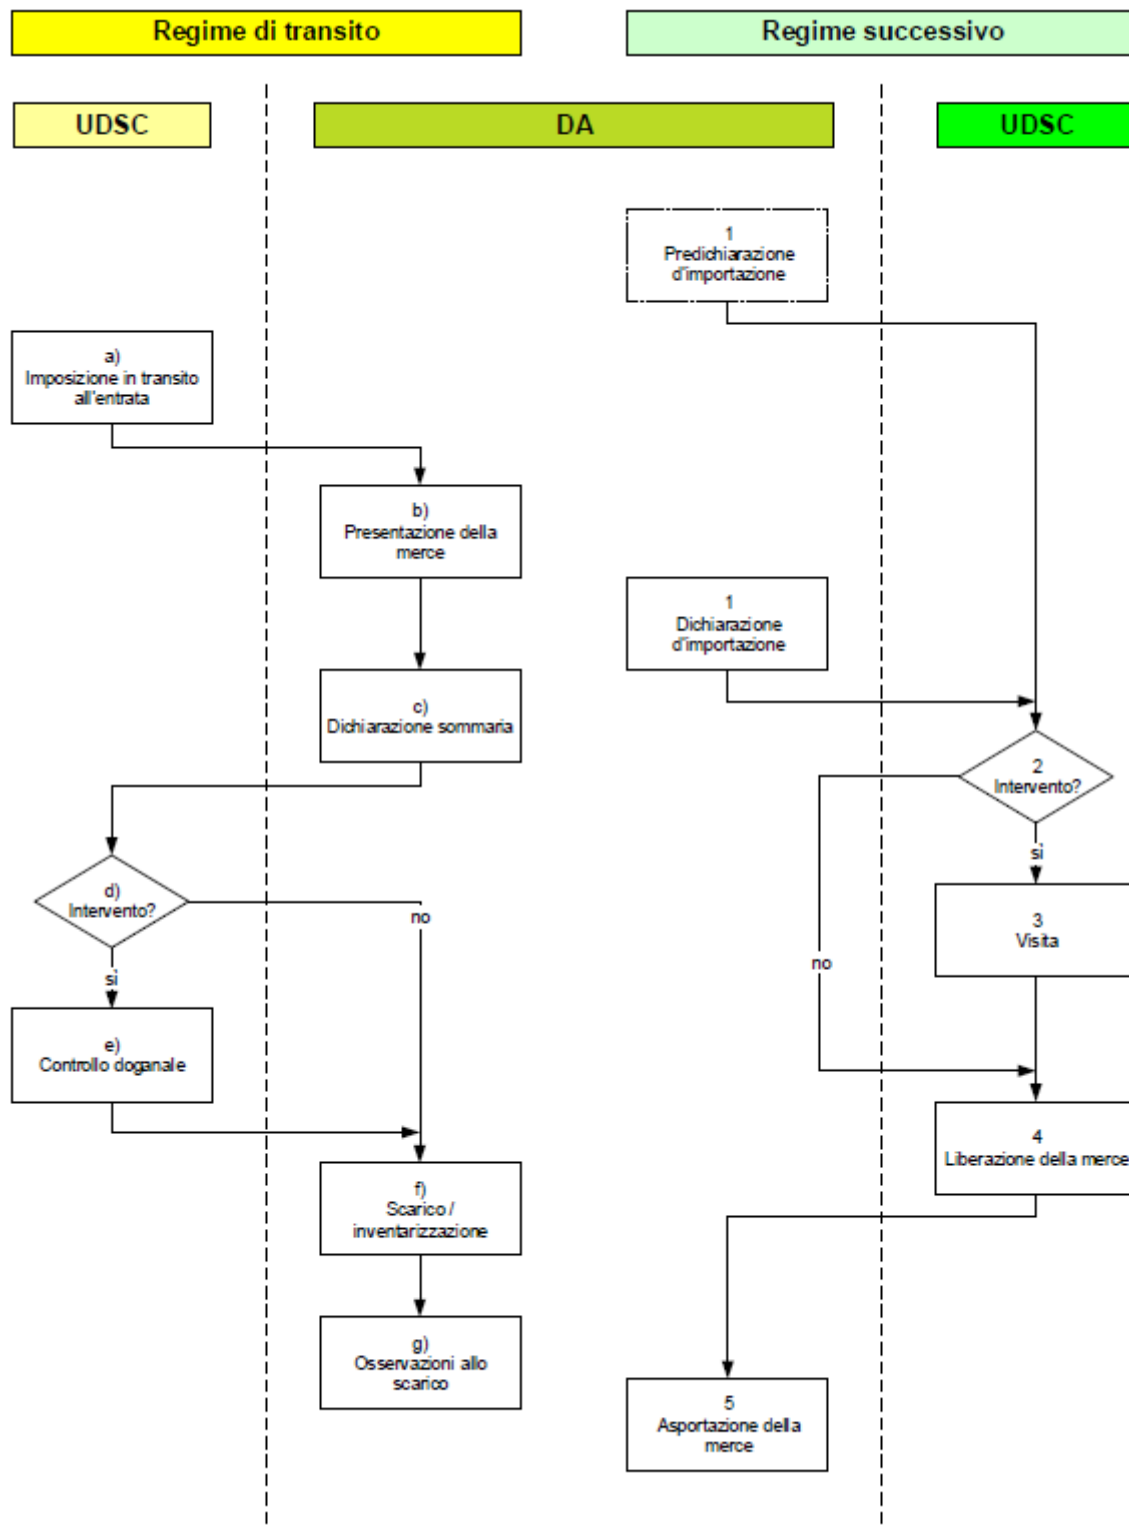 Regime di transito
Regime successivo
UDSC
DA
UDSC
1
Predichiarazione
d'importazione
a)
Imposizione in transito
all'entrata
b)
Presentazione della
merce
1
Dichiarazione
d'importazione
c)
Dichiarazione sommaria
2
Intervento?
sì
d)
Intervento?
no
3
Visita
no
sì
e)
Controllo doganale
4
Liberazione della merce
f)
Scarico /
inventarizzazione
g)
Osservazioni allo
scarico
5
Asportazione della
merce